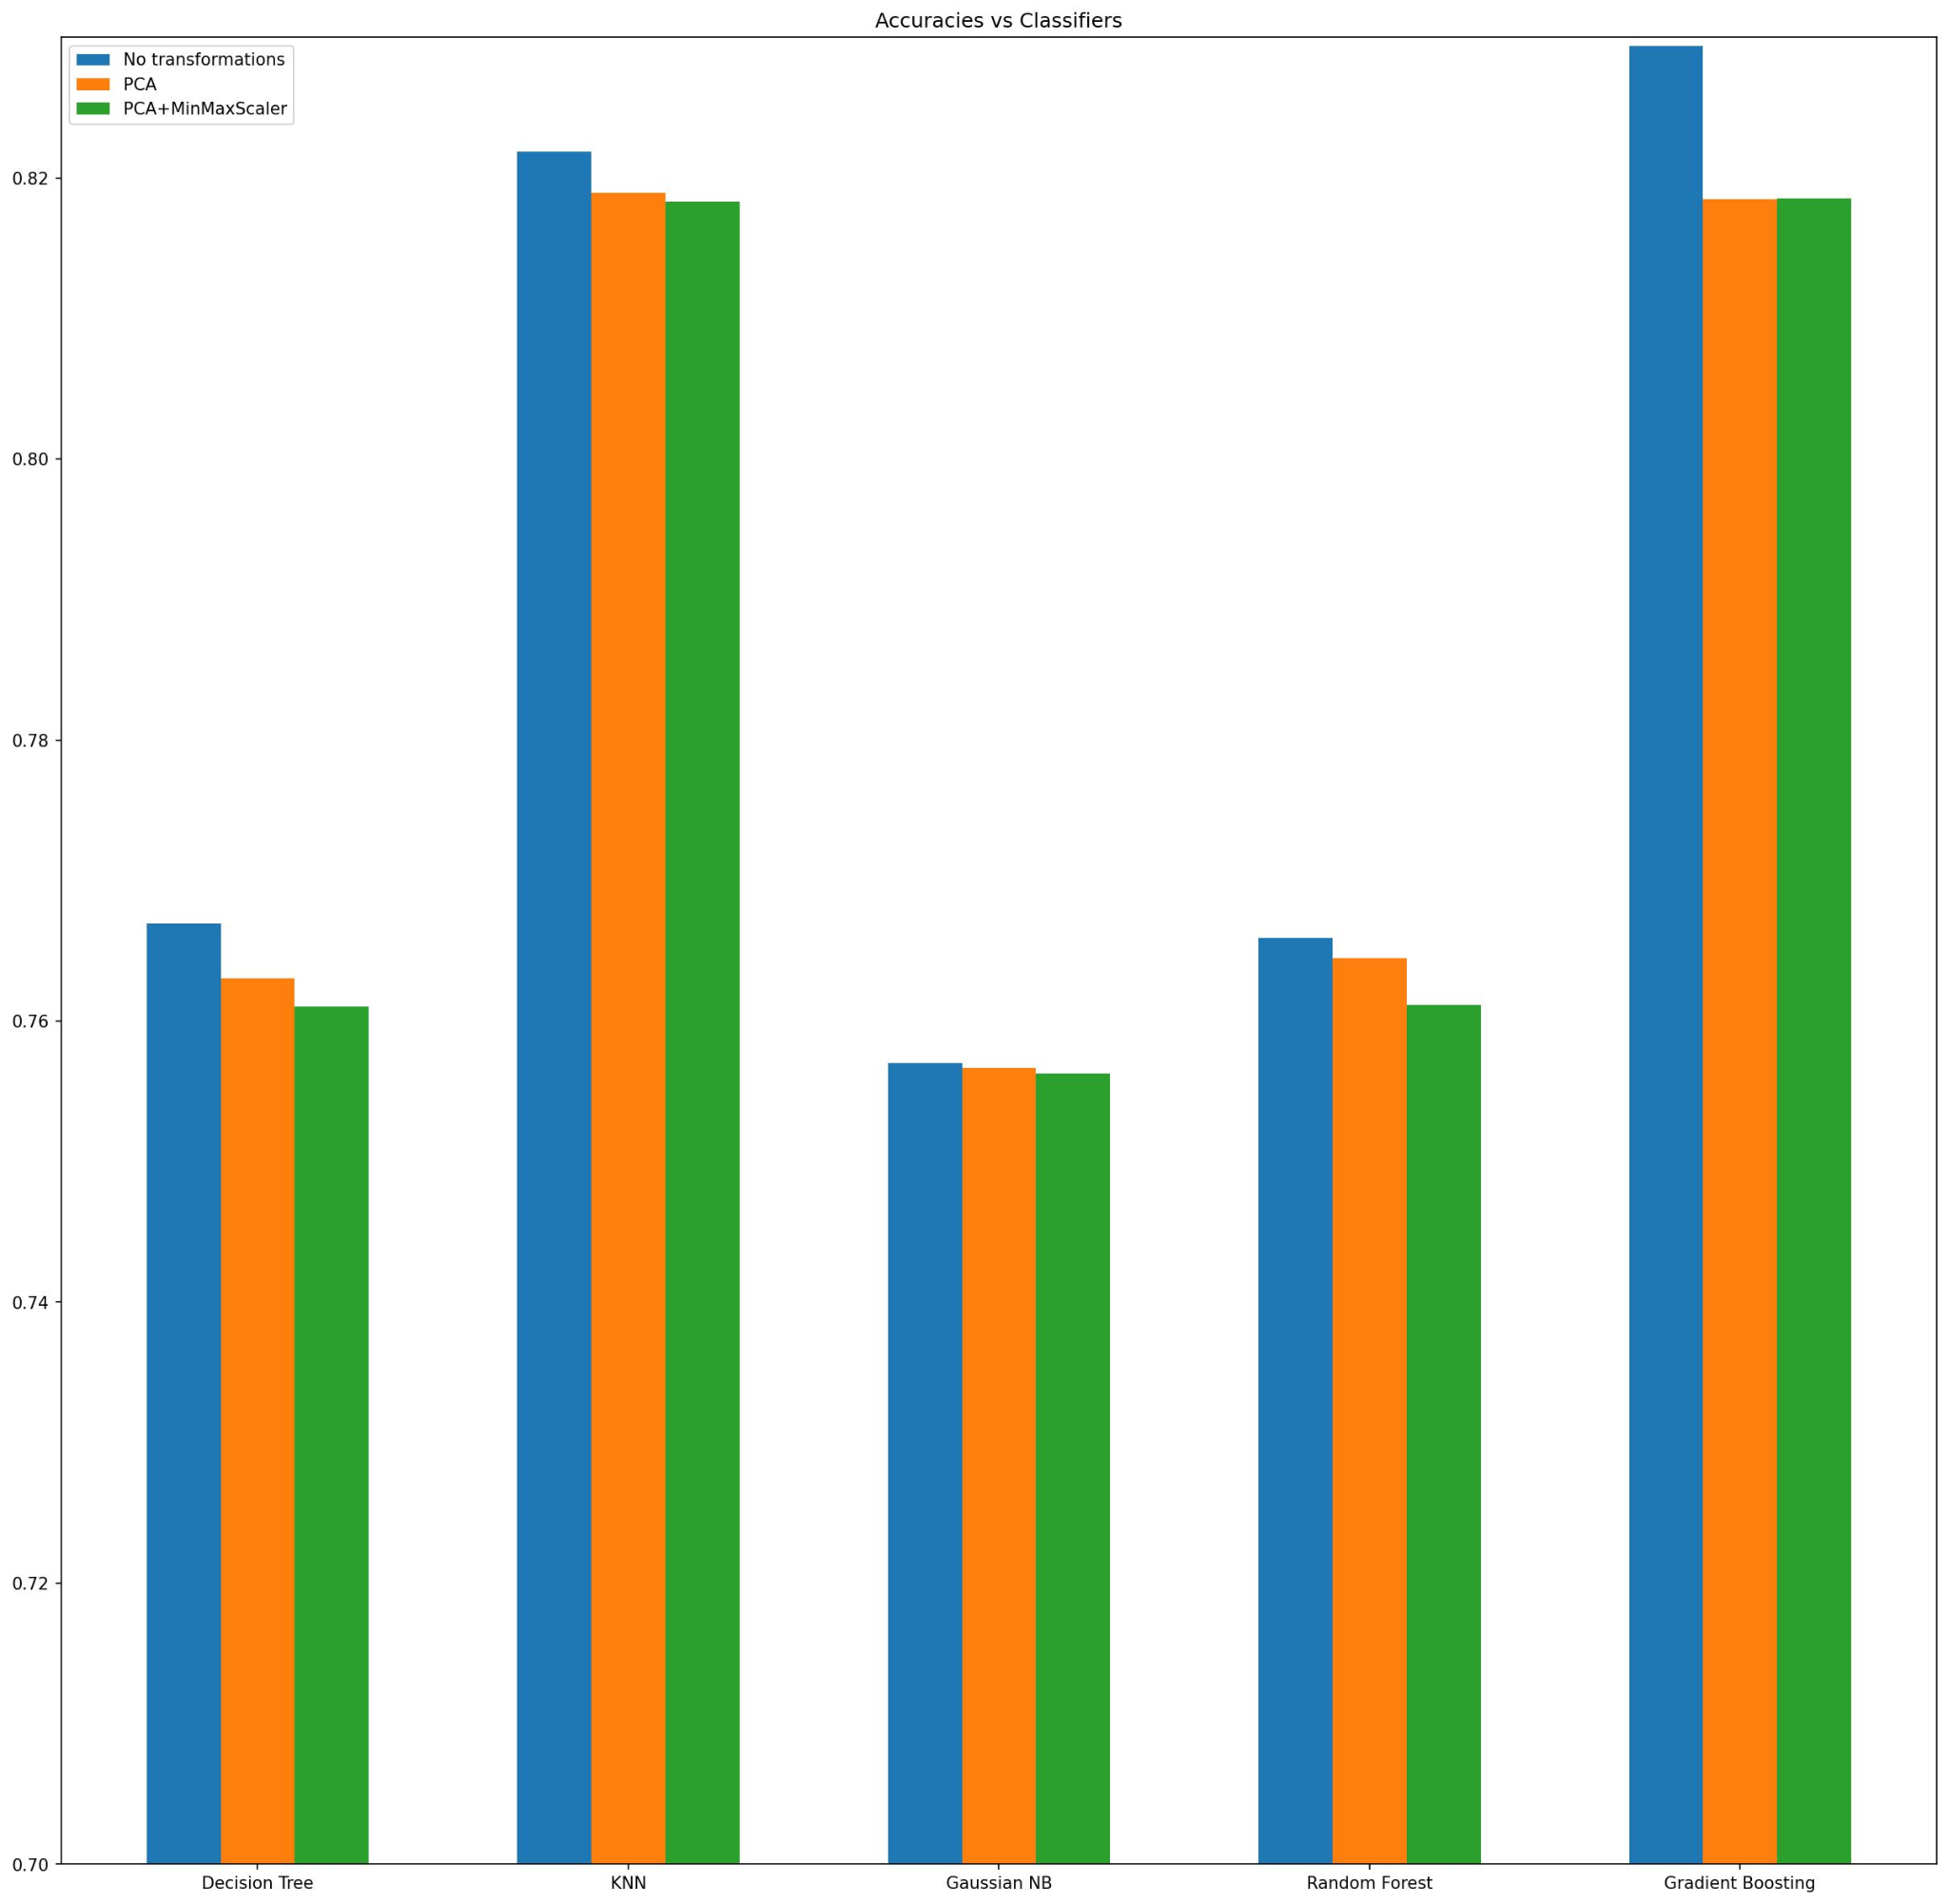 Accuracies vs Classifiers
No transformations
PCA
PCA+MinMaxScaler
0.82
0.80
0.78
0.76
0.74
0.72
0.70
Decision Tree
KNN
Gaussian NB
Random Forest
Gradient Boosting